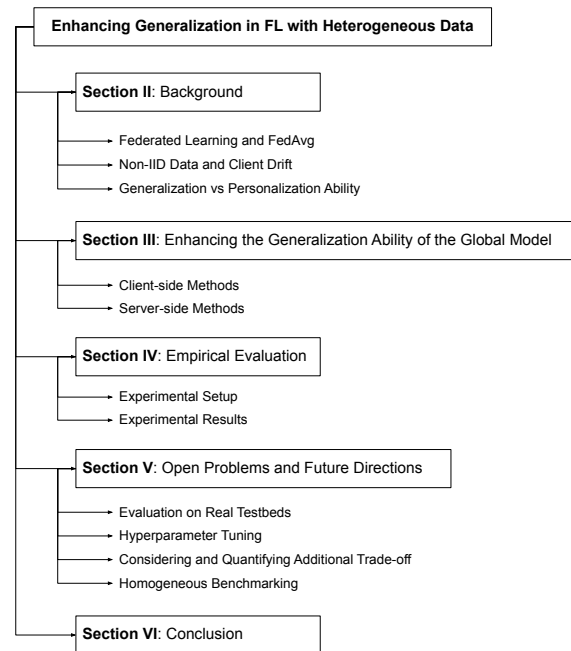 Enhancing Generalization in FL with Heterogeneous Data
Section II: Background
Federated Learning and FedAvg
Non-IID Data and Client Drift
Generalization vs Personalization Ability
Section III: Enhancing the Generalization Ability of the Global Model
Client-side Methods
Server-side Methods
Section IV: Empirical Evaluation
Experimental Setup
Experimental Results
Section V: Open Problems and Future Directions
Evaluation on Real Testbeds
Hyperparameter Tuning
Considering and Quantifying Additional Trade-off
Homogeneous Benchmarking
Section VI: Conclusion